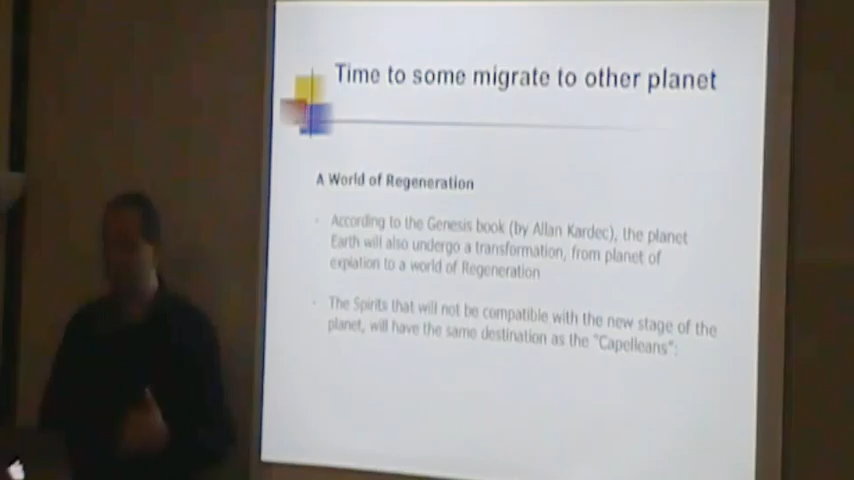 Time to some migrate to other planet
A World of Regeneration
According to the Genesis book (by Allan Kardec), the planet
Earth will also undergo a transformation, from planet of
expiation to a world of Regeneration
The Spirits that will not be compatible with the new stage of the
planet, will have the same destination as the "Capelleans":